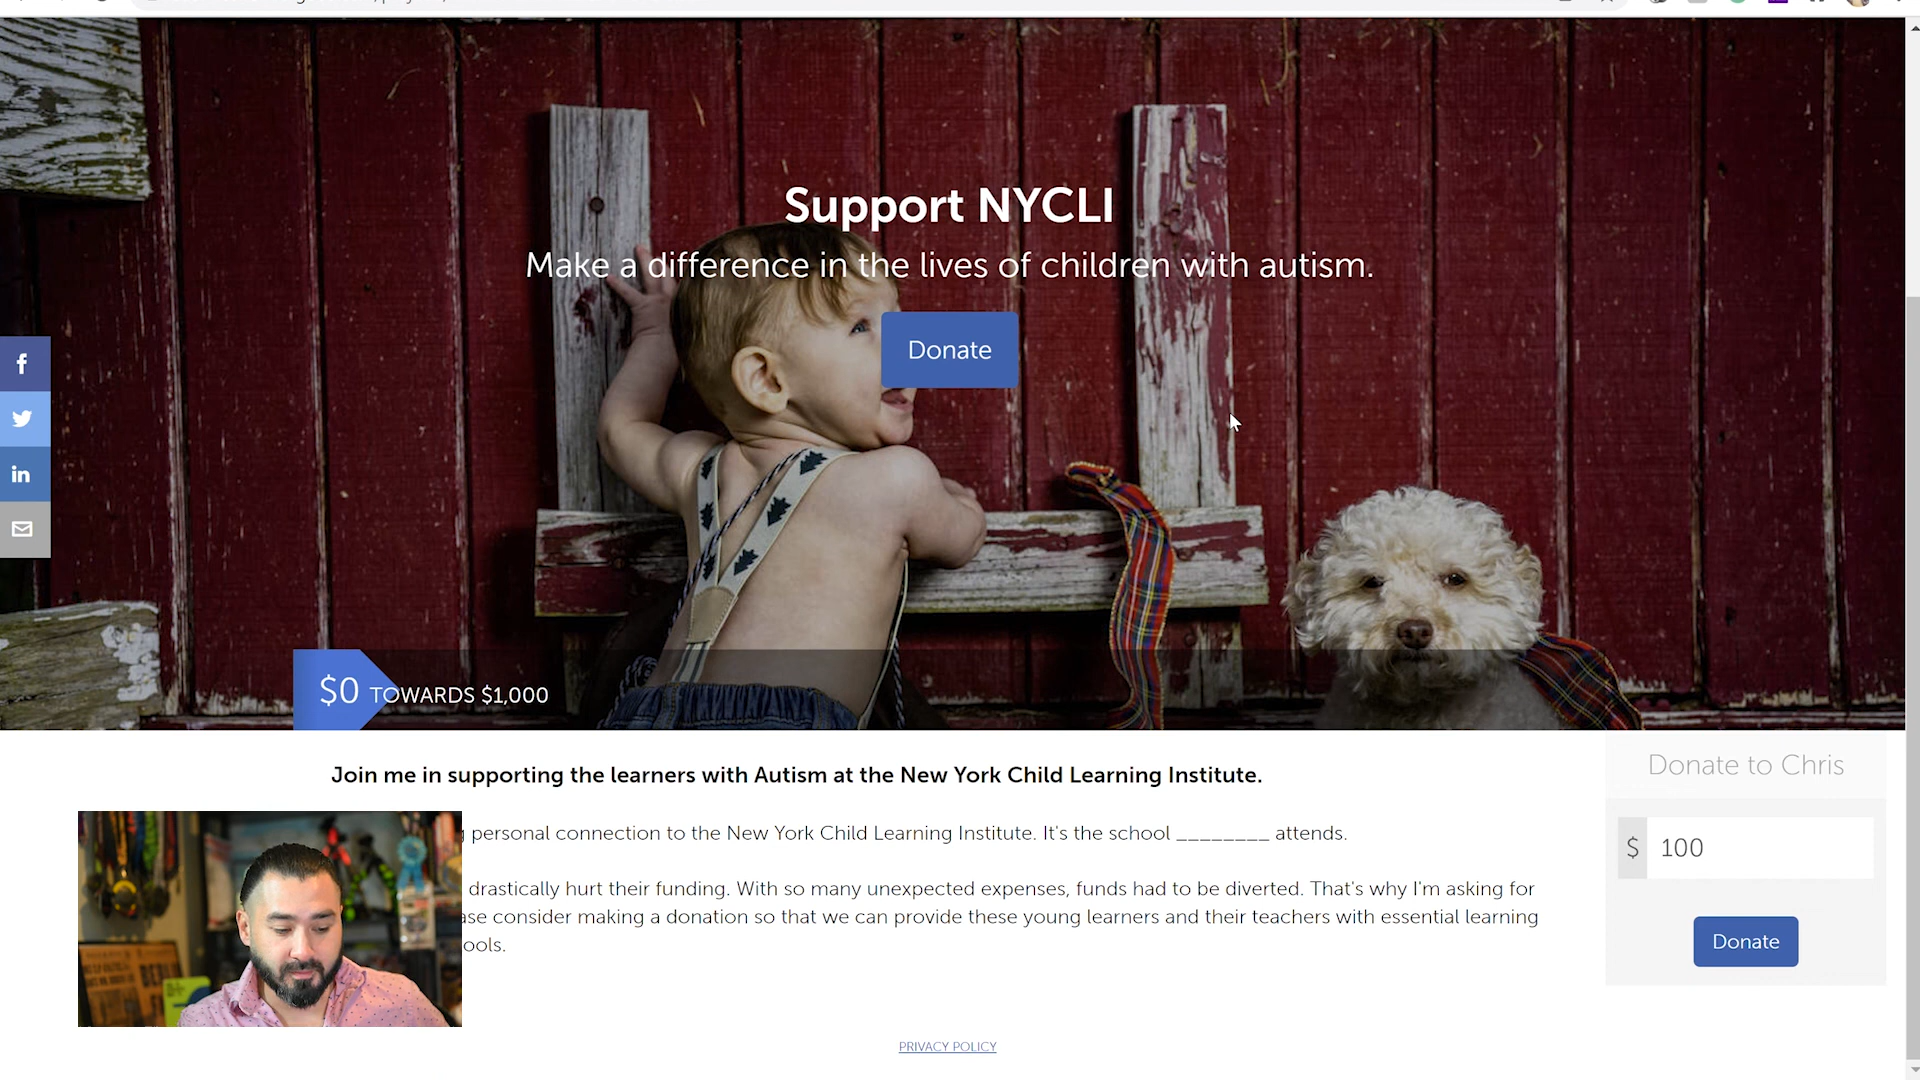 Support NYCLI
Make a difference in the lives of children with autism.
Donate
f
in
$0 TOWARDS $1,000
Join me in supporting the learners with Autism at the New York Child Learning Institute.
Donate to Chris
personal connection to the New York Child Learning Institute. It's the school ________ attends.
$ 100
drastically hurt their funding. With so many unexpected expenses, funds had to be diverted. That's why I'm asking for
consider making a donation so that we can provide these young learners and their teachers with essential learning
Donate
PRIVACY POLICY